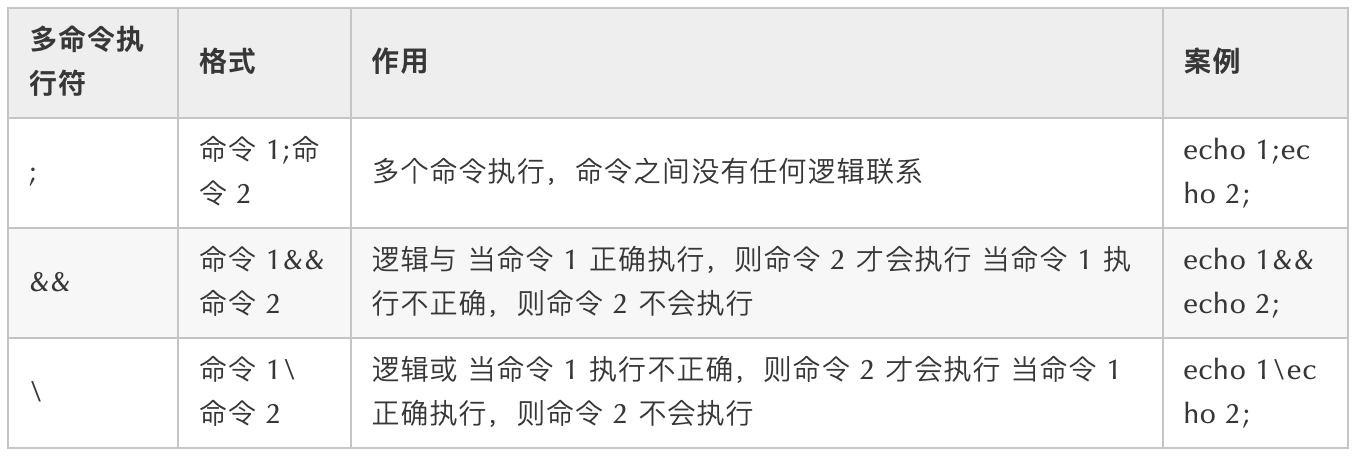 多命令执
行符
格式
作用
案例
;
命令 1;命
令 2
多个命令执行，命令之间没有任何逻辑联系
echo 1;ec
ho 2;
&&
命令 1&&
命令 2
逻辑与 当命令 1 正确执行，则命令 2 才会执行 当命令 1 执
行不正确，则命令 2 不会执行
echo 1&&
echo 2;
\
命令 1\
命令 2
逻辑或 当命令 1 执行不正确，则命令 2 才会执行 当命令 1
正确执行，则命令 2 不会执行
echo 1\ec
ho 2;